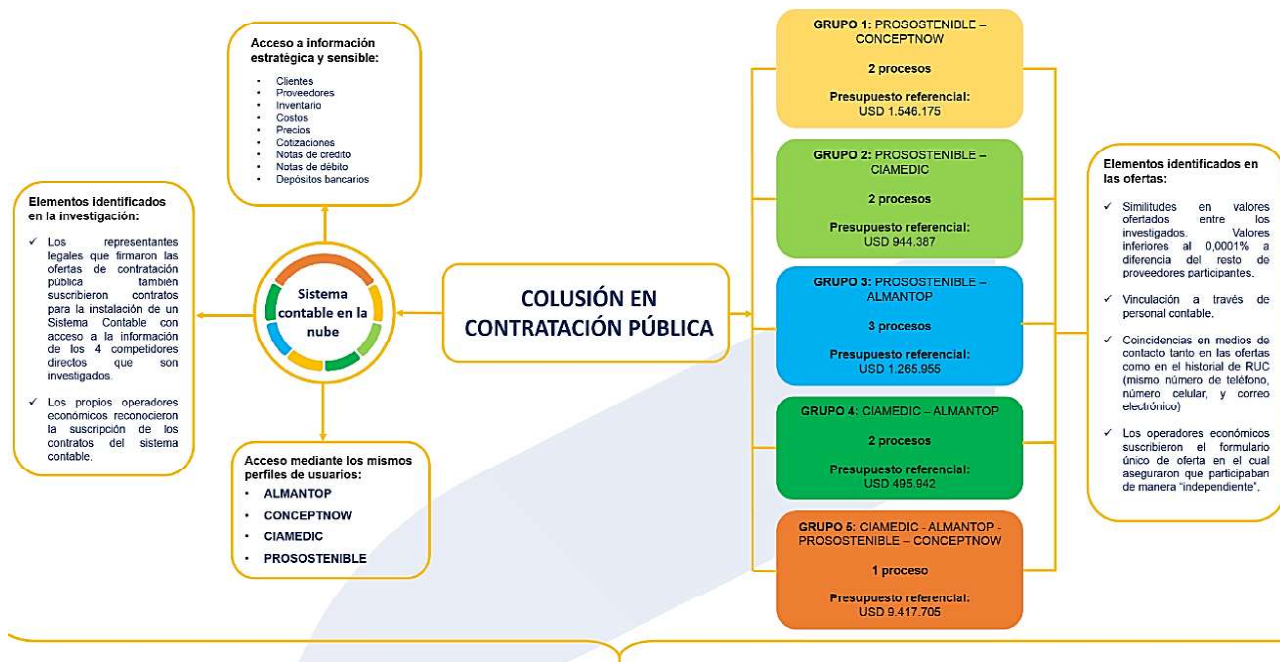 Acceso a información
estratégica y sensible:
• Clientes
• Proveedores
• Inventario
• Costos
• Precios
• Cotizaciones
• Notas de crédito
• Notas de débito
• Depósitos bancarios
Elementos identificados
en la investigación:
✓ Los representantes
legales que firmaron las
ofertas de contratación
pública también
suscribieron contratos
para la instalación de un
Sistema Contable con
acceso a la información
de los 4 competidores
directos que son
investigados.
✓ Los propios operadores
económicos reconocieron
la suscripción de los
contratos del sistema
contable.
Sistema
contable en la
nube
Acceso mediante los mismos
perfiles de usuarios:
• ALMANTOP
• CONCEPTNOW
• CIAMEDIC
• PROSOSTENIBLE
COLUSIÓN EN
CONTRATACIÓN PÚBLICA
GRUPO 1: PROSOSTENIBLE –
CONCEPTNOW
2 procesos
Presupuesto referencial:
USD 1.546.175
GRUPO 2: PROSOSTENIBLE –
CIAMEDIC
2 procesos
Presupuesto referencial:
USD 944.387
GRUPO 3: PROSOSTENIBLE –
ALMANTOP
3 procesos
Presupuesto referencial:
USD 1.265.955
GRUPO 4: CIAMEDIC – ALMANTOP
2 procesos
Presupuesto referencial:
USD 495.942
GRUPO 5: CIAMEDIC - ALMANTOP -
PROSOSTENIBLE – CONCEPTNOW
1 proceso
Presupuesto referencial:
USD 9.417.705
Elementos identificados en
las ofertas:
✓ Similitudes en valores
ofertados entre los
investigados. Valores
inferiores al 0,0001% a
diferencia del resto de
proveedores participantes.
✓ Vinculación a través de
personal contable.
✓ Coincidencias en medios de
contacto tanto en las ofertas
como en el historial de RUC
(mismo número de teléfono,
número celular, y correo
electrónico)
✓ Los operadores económicos
suscribieron el formulario
único de oferta en el cual
aseguraron que participaban
de manera "independiente".